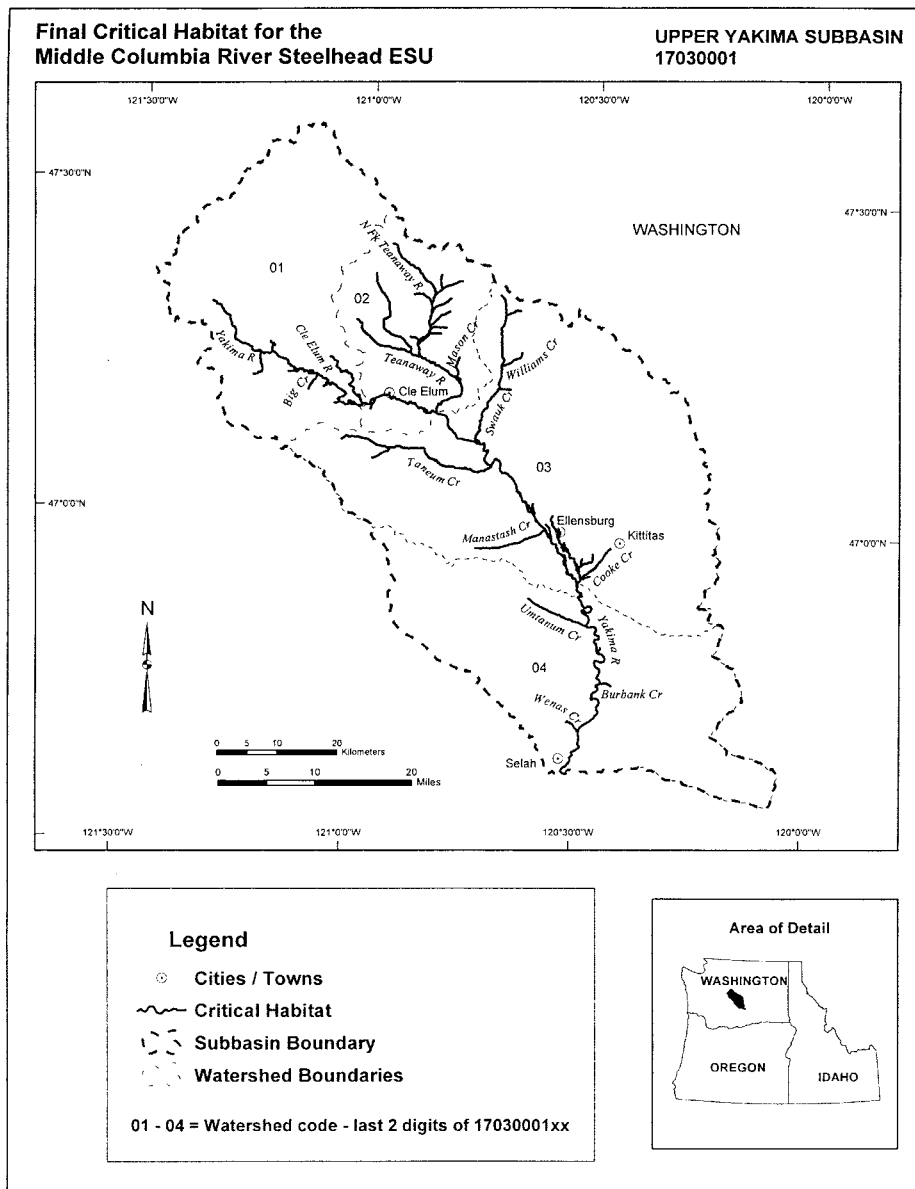 Final Critical Habitat for the
Middle Columbia River Steelhead ESU
UPPER YAKIMA SUBBASIN
17030001
121°30'0"W
121°0'0"W
120°30'0"W
120°0'0"W
47°30'0"N
47°30'0"N
WASHINGTON
N Fk Teanaway R
01
02
Mason Cr
Cle Elum R
Yakima R
Teanaway R
Williams Cr
Big Cr
Cle Elum
Swauk Cr
Taneum Cr
03
47°0'0"N
Ellensburg
Manastash Cr
Kittitas
47°0'0"N
Cooke Cr
Umtanum Cr
Yakima R
N
04
Burbank Cr
Wenas Cr
0 5 10 20
Kilometers
Selah
0 5 10 20
Miles
121°30'0"W
121°0'0"W
120°30'0"W
120°0'0"W
Legend
Cities / Towns
Critical Habitat
Subbasin Boundary
Watershed Boundaries
01 - 04 = Watershed code - last 2 digits of 17030001xx
Area of Detail
WASHINGTON
OREGON
IDAHO